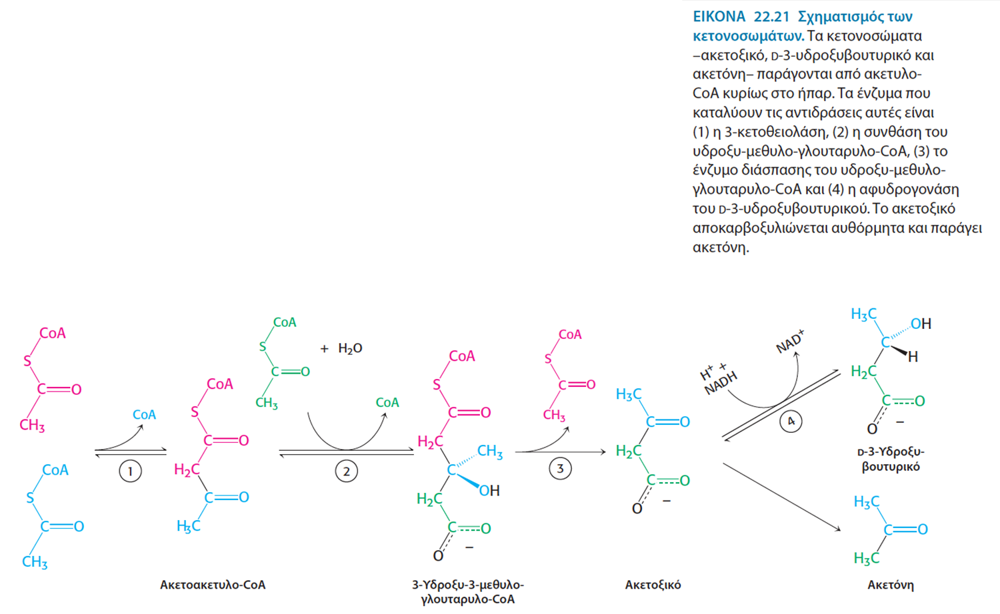 ΕΙΚΟΝΑ 22.21 Σχηματισμός των
κετονοσωμάτων. Τα κετονοσώματα
–ακετοξικό, D-3-υδροξυβουτυρικό και
ακετόνη– παράγονται από ακετυλο-
CoA κυρίως στο ήπαρ. Τα ένζυμα που
καταλύουν τις αντιδράσεις αυτές είναι
(1) η 3-κετοθειολάση, (2) η συνθάση του
υδροξυ-μεθυλο-γλουταρυλο-CoA, (3) το
ένζυμο διάσπασης του υδροξυ-μεθυλο-
γλουταρυλο-CoA και (4) η αφυδρογονάση
του D-3-υδροξυβουτυρικού. Το ακετοξικό
αποκαρβοξυλιώνεται αυθόρμητα και παράγει
ακετόνη.
CoA
S
C O
CH3
CoA
S
C O
CH3
CoA
1
CoA
S
C O
H2C
C O
H3C
Ακετοακετυλο-CoA
CoA
S
C O
CH3
+ H2O
CoA
2
CoA
S
C O
H2C
CH3
C
OH
H2C
C O
O –
3-Υδροξυ-3-μεθυλο-
γλουταρυλο-CoA
CoA
S
C O
CH3
3
H3C
C O
H2C
C O
O –
Ακετοξικό
H+ +
NADH
NAD+
4
H3C
OH
C
H
H2C
C O
O –
D-3-Υδροξυ-
βουτυρικό
H3C
C O
H3C
Ακετόνη